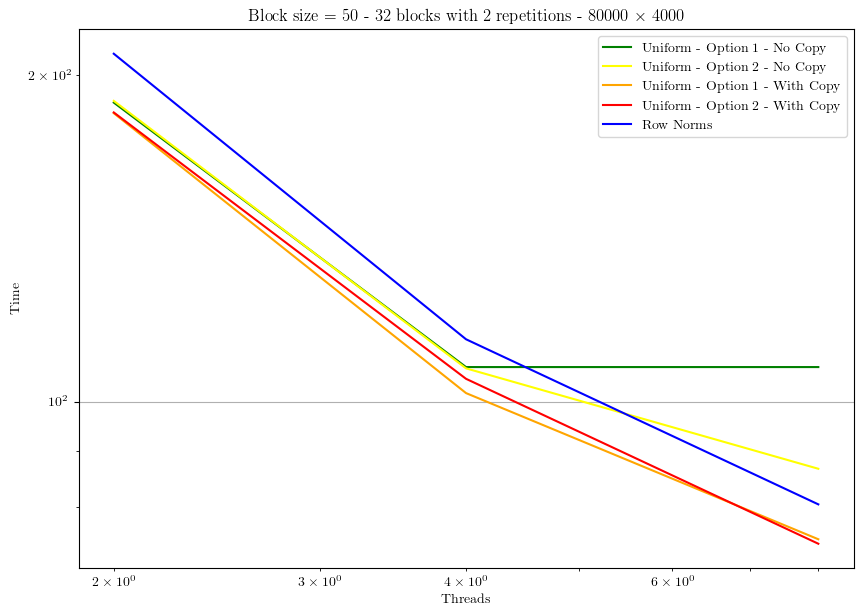 Block size = 50 - 32 blocks with 2 repetitions - 80000 × 4000
Uniform - Option 1 - No Copy
Uniform - Option 2 - No Copy
Uniform - Option 1 - With Copy
Uniform - Option 2 - With Copy
Row Norms
2 × 10²
10²
Time
2 × 10⁰ 3 × 10⁰ 4 × 10⁰ 6 × 10⁰
Threads